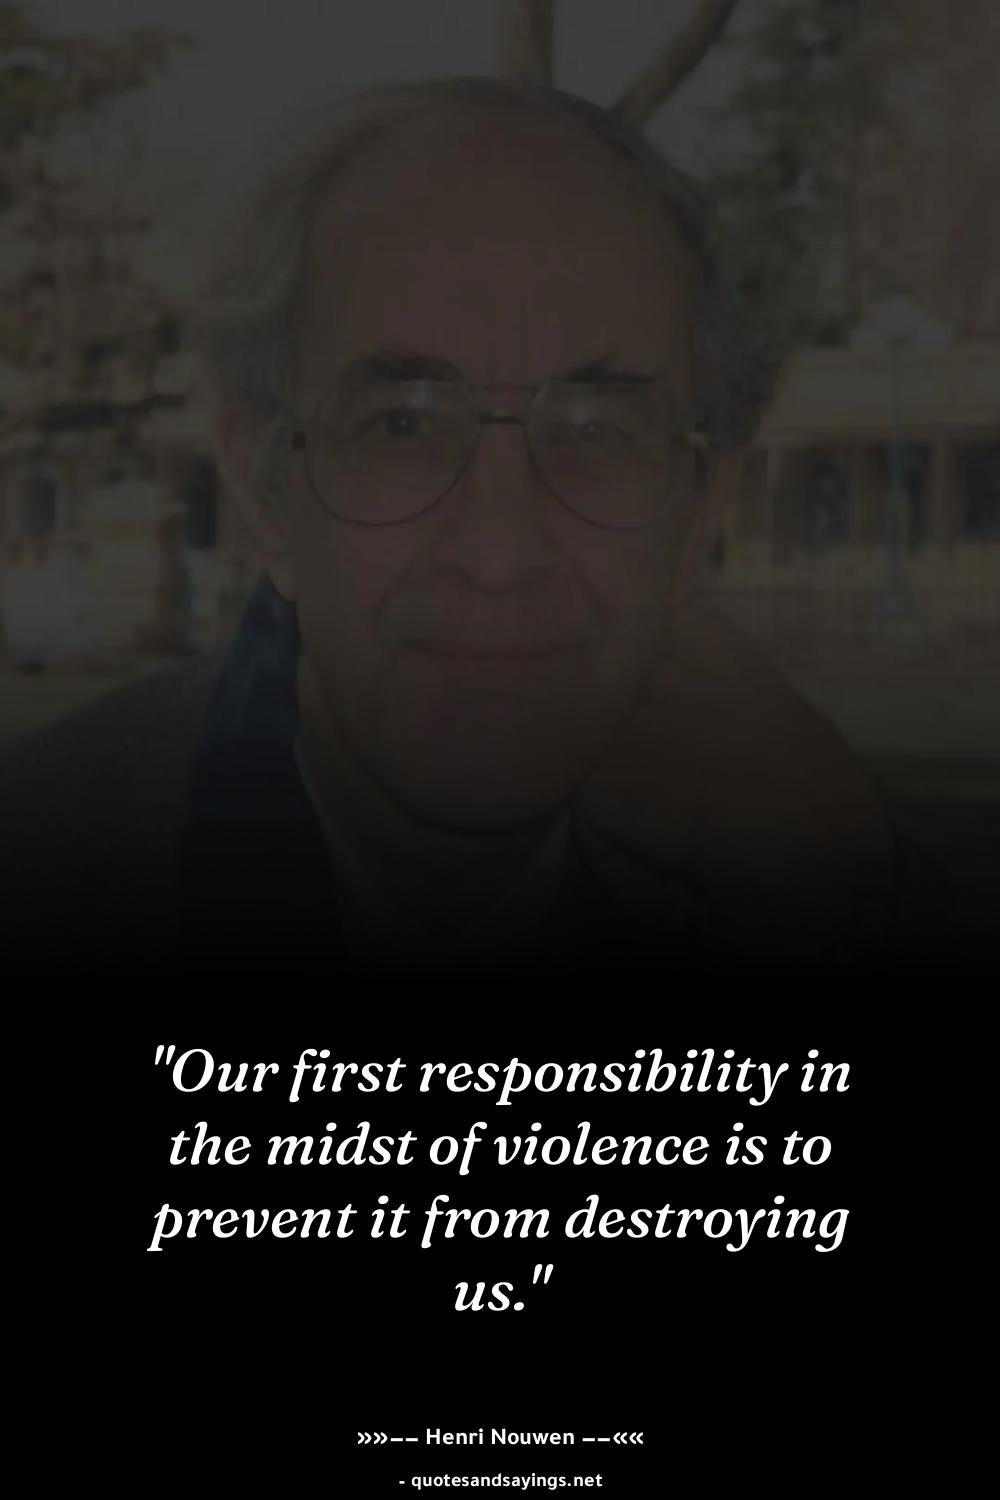 "Our first responsibility in
the midst of violence is to
prevent it from destroying
us."
»»−− Henri Nouwen −−««
- quotesandsayings.net